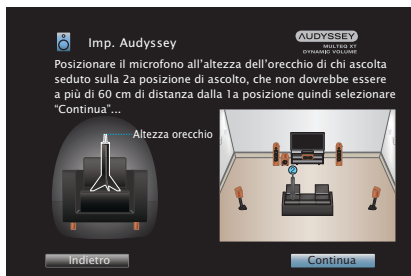 Imp. Audyssey
AUDYSSEY
MULTEQ XT
DYNAMIC VOLUME
Posizionare il microfono all'altezza dell'orecchio di chi ascolta
seduto sulla 2a posizione di ascolto, che non dovrebbe essere
a più di 60 cm di distanza dalla 1a posizione quindi selezionare
"Continua"...
Altezza orecchio
Indietro
Continua